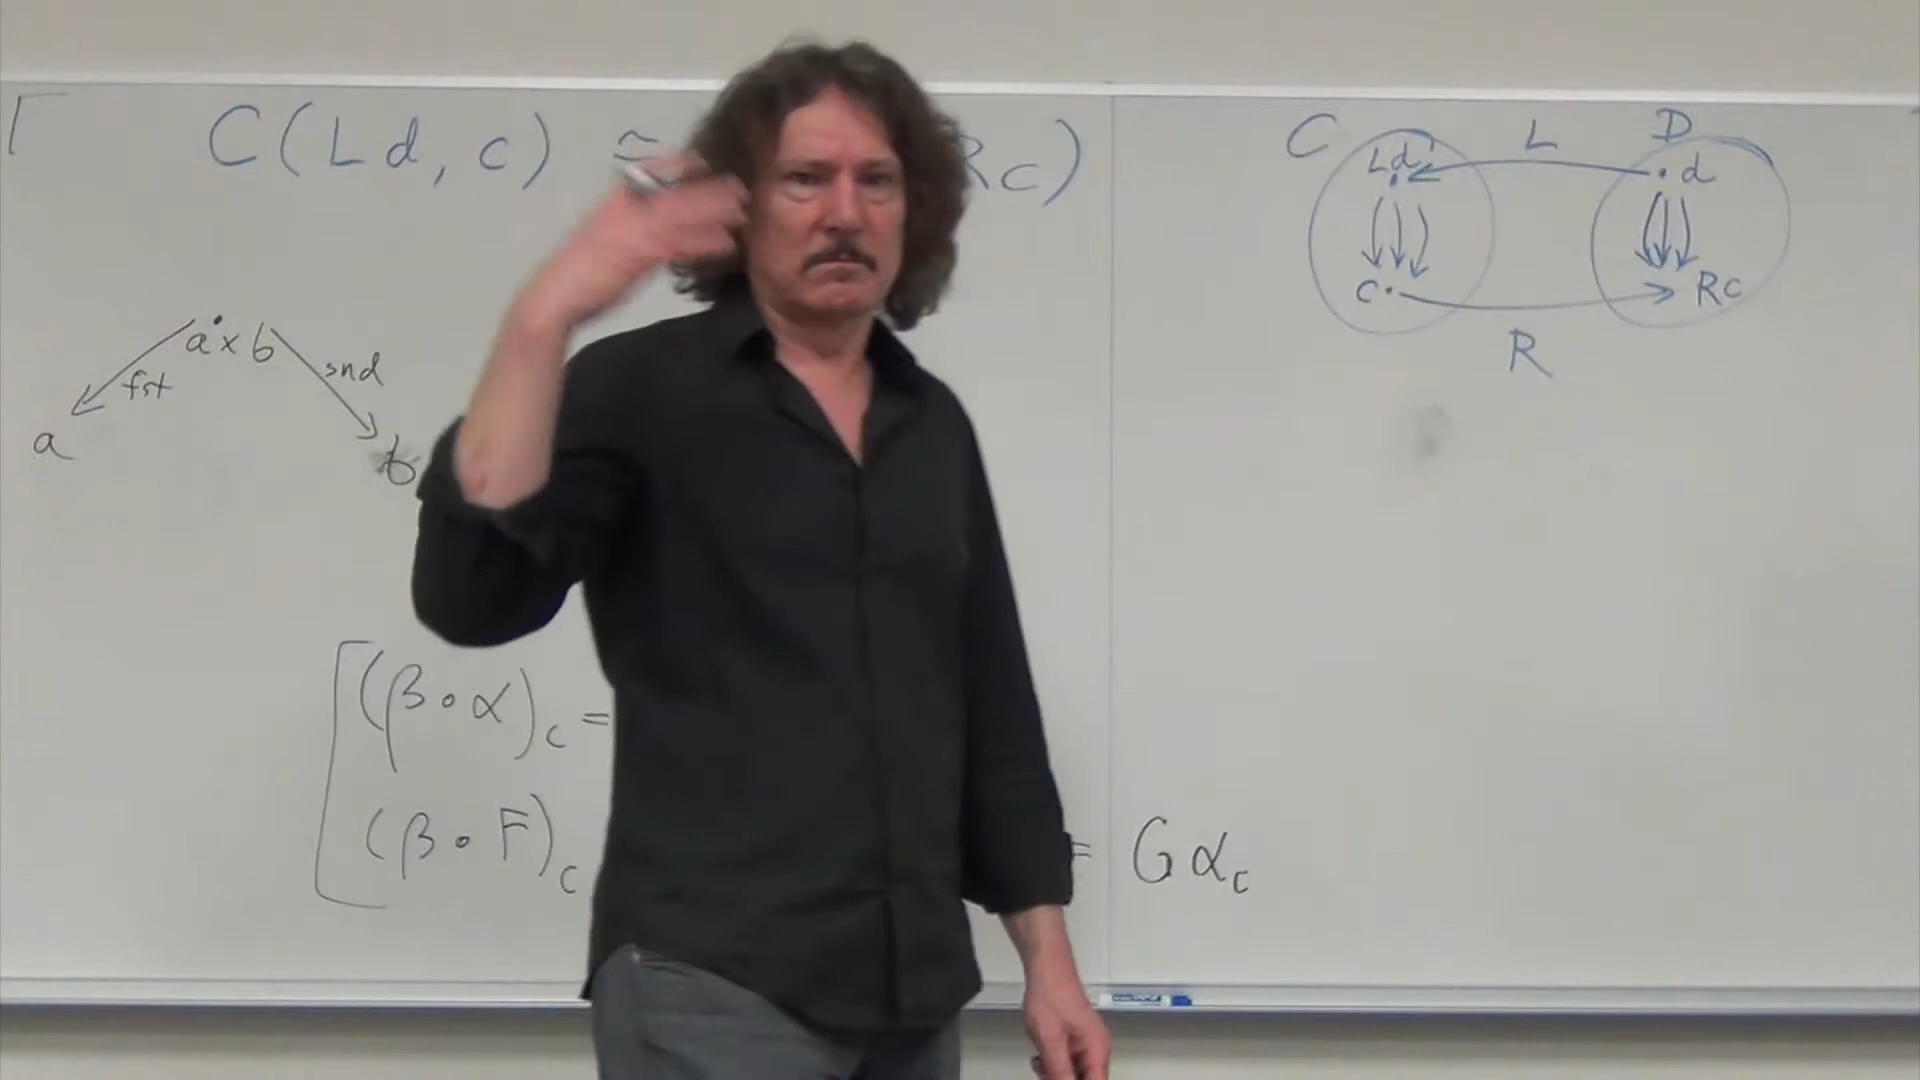 C(Ld, c) ≃ Rc)
C L D
Ld
d
c
Rc
R
a×b
fst
snd
a
b
(β∘α)c =
(β∘F)c = Gαc